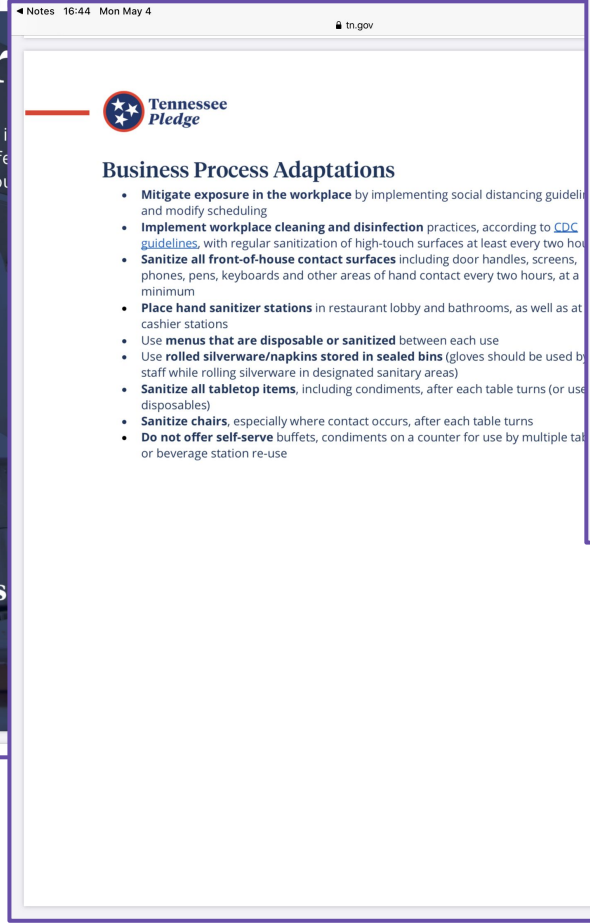 ◄ Notes 16:44 Mon May 4
tn.gov
Tennessee
Pledge
Business Process Adaptations
• Mitigate exposure in the workplace by implementing social distancing
and modify scheduling
• Implement workplace cleaning and disinfection practices, according to CDC
guidelines, with regular sanitization of high-touch surfaces at least every two
• Sanitize all front-of-house contact surfaces including door handles, screens,
phones, pens, keyboards and other areas of hand contact every two hours, at a
minimum
• Place hand sanitizer stations in restaurant lobby and bathrooms, as well as at
cashier stations
• Use menus that are disposable or sanitized between each use
• Use rolled silverware/napkins stored in sealed bins (gloves should be used by
staff while rolling silverware in designated sanitary areas)
• Sanitize all tabletop items, including condiments, after each table turns (or use
disposables)
• Sanitize chairs, especially where contact occurs, after each table turns
• Do not offer self-serve buffets, condiments on a counter for use by multiple
or beverage station re-use